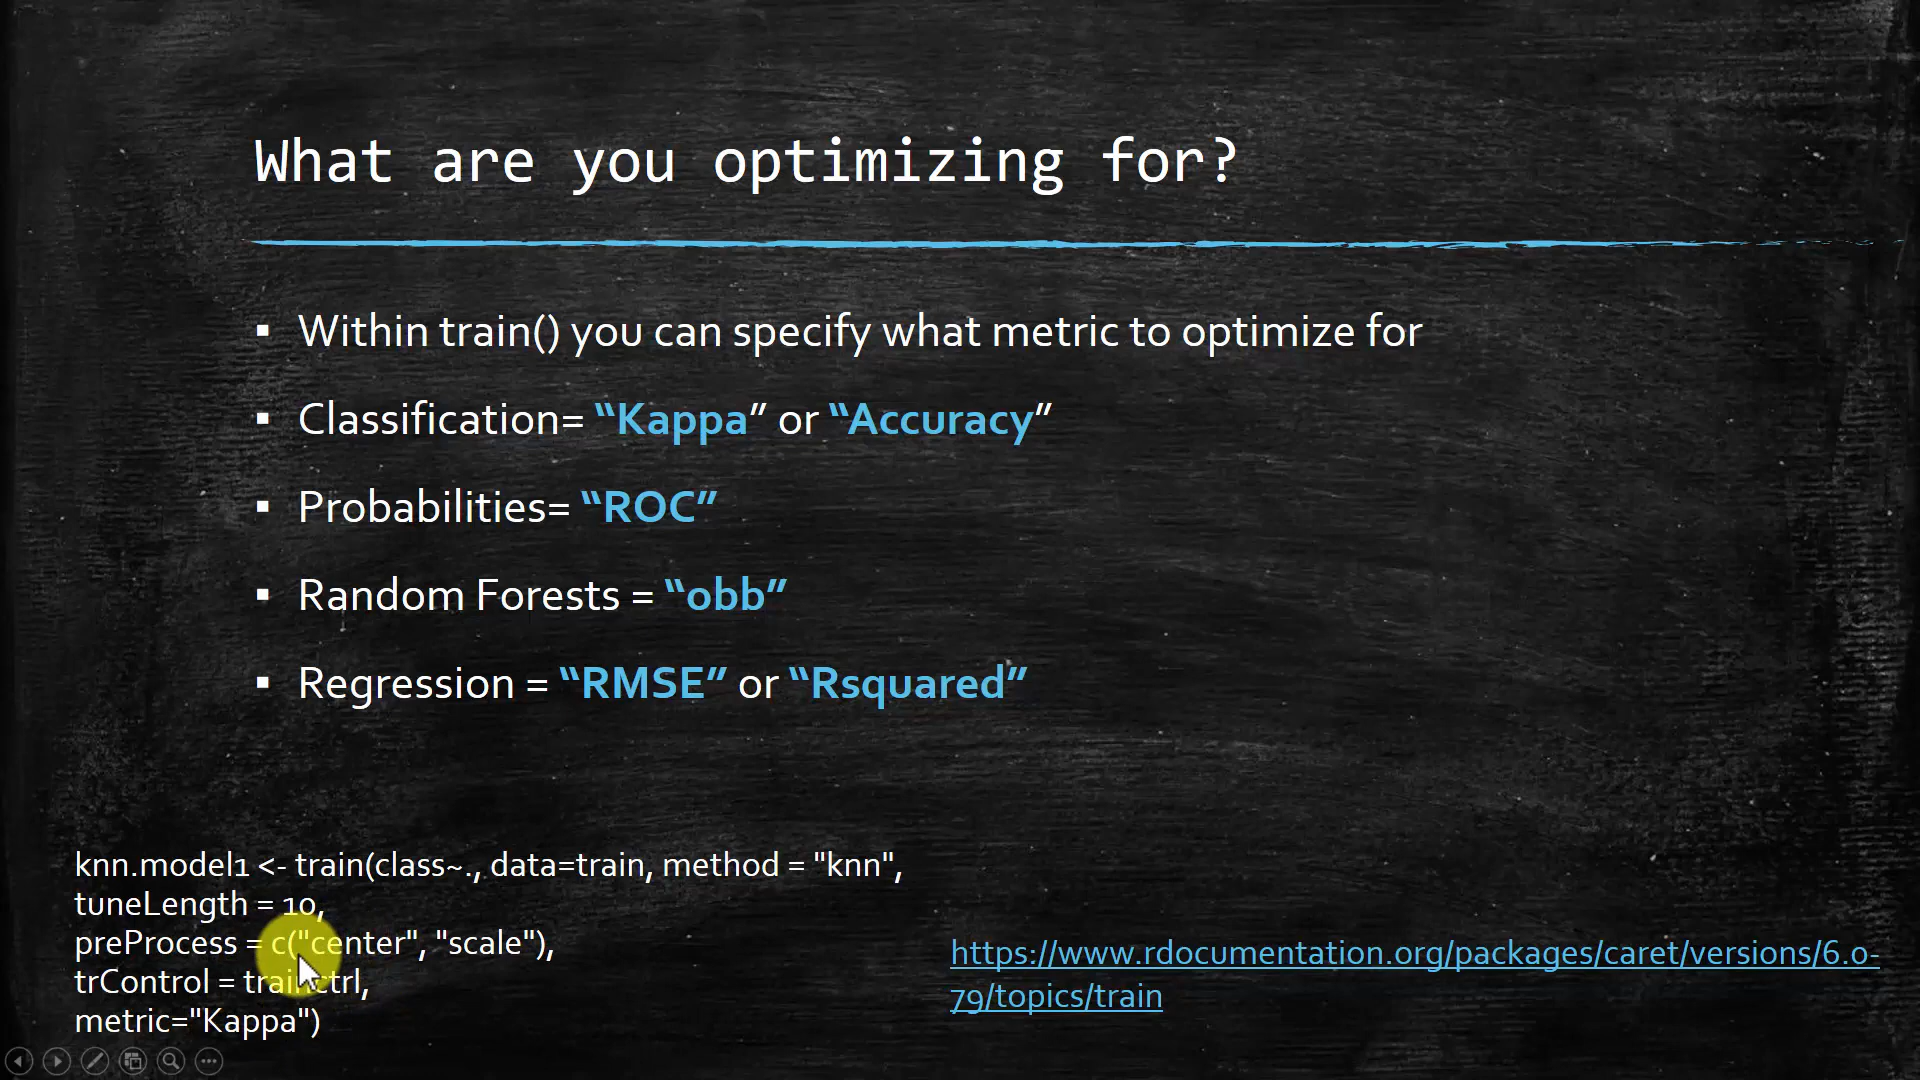 What are you optimizing for?
▪ Within train() you can specify what metric to optimize for
▪ Classification= “Kappa” or “Accuracy”
▪ Probabilities= “ROC”
▪ Random Forests = “obb”
▪ Regression = “RMSE” or “Rsquared”
knn.model1 <- train(class~., data=train, method = "knn",
tuneLength = 10,
preProcess = c("center", "scale"),
trControl = trainctrl,
metric="Kappa")
https://www.rdocumentation.org/packages/caret/versions/6.0-
79/topics/train